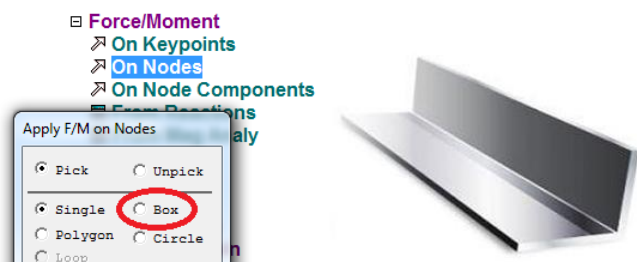 Force/Moment
On Keypoints
On Nodes
On Node Components
From Reactions
Apply F/M on Nodes
aly
Pick Unpick
Single Box
Polygon Circle
Loop
n